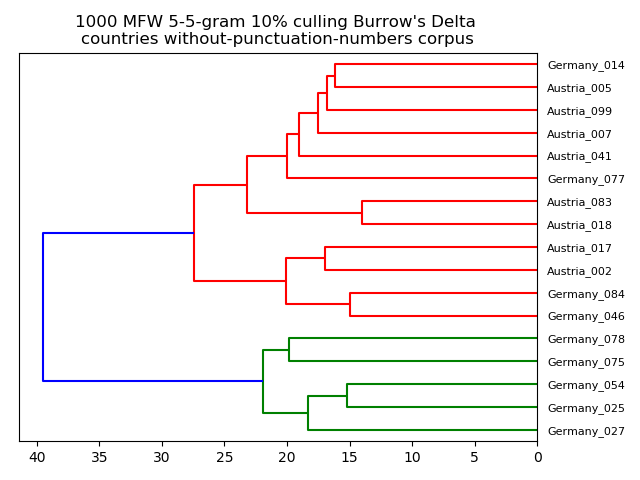 1000 MFW 5-5-gram 10% culling Burrow's Delta
countries without-punctuation-numbers corpus
Germany_014
Austria_005
Austria_099
Austria_007
Austria_041
Germany_077
Austria_083
Austria_018
Austria_017
Austria_002
Germany_084
Germany_046
Germany_078
Germany_075
Germany_054
Germany_025
Germany_027
40 35 30 25 20 15 10 5 0